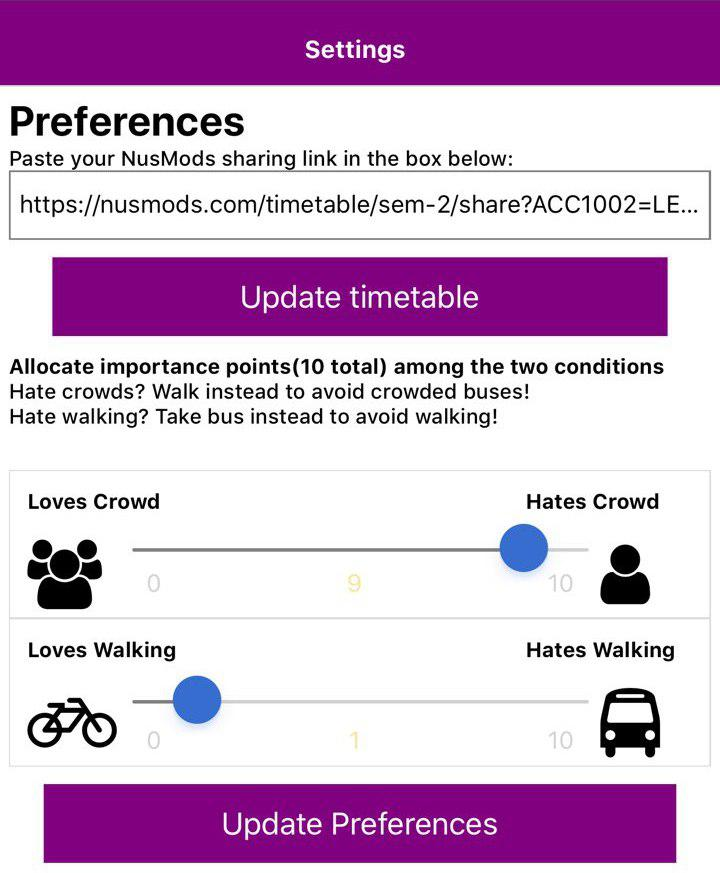 Settings
Preferences
Paste your NusMods sharing link in the box below:
https://nusmods.com/timetable/sem-2/share?ACC1002=LE...
Update timetable
Allocate importance points(10 total) among the two conditions
Hate crowds? Walk instead to avoid crowded buses!
Hate walking? Take bus instead to avoid walking!
Loves Crowd Hates Crowd
0 9 10
Loves Walking Hates Walking
0 1 10
Update Preferences